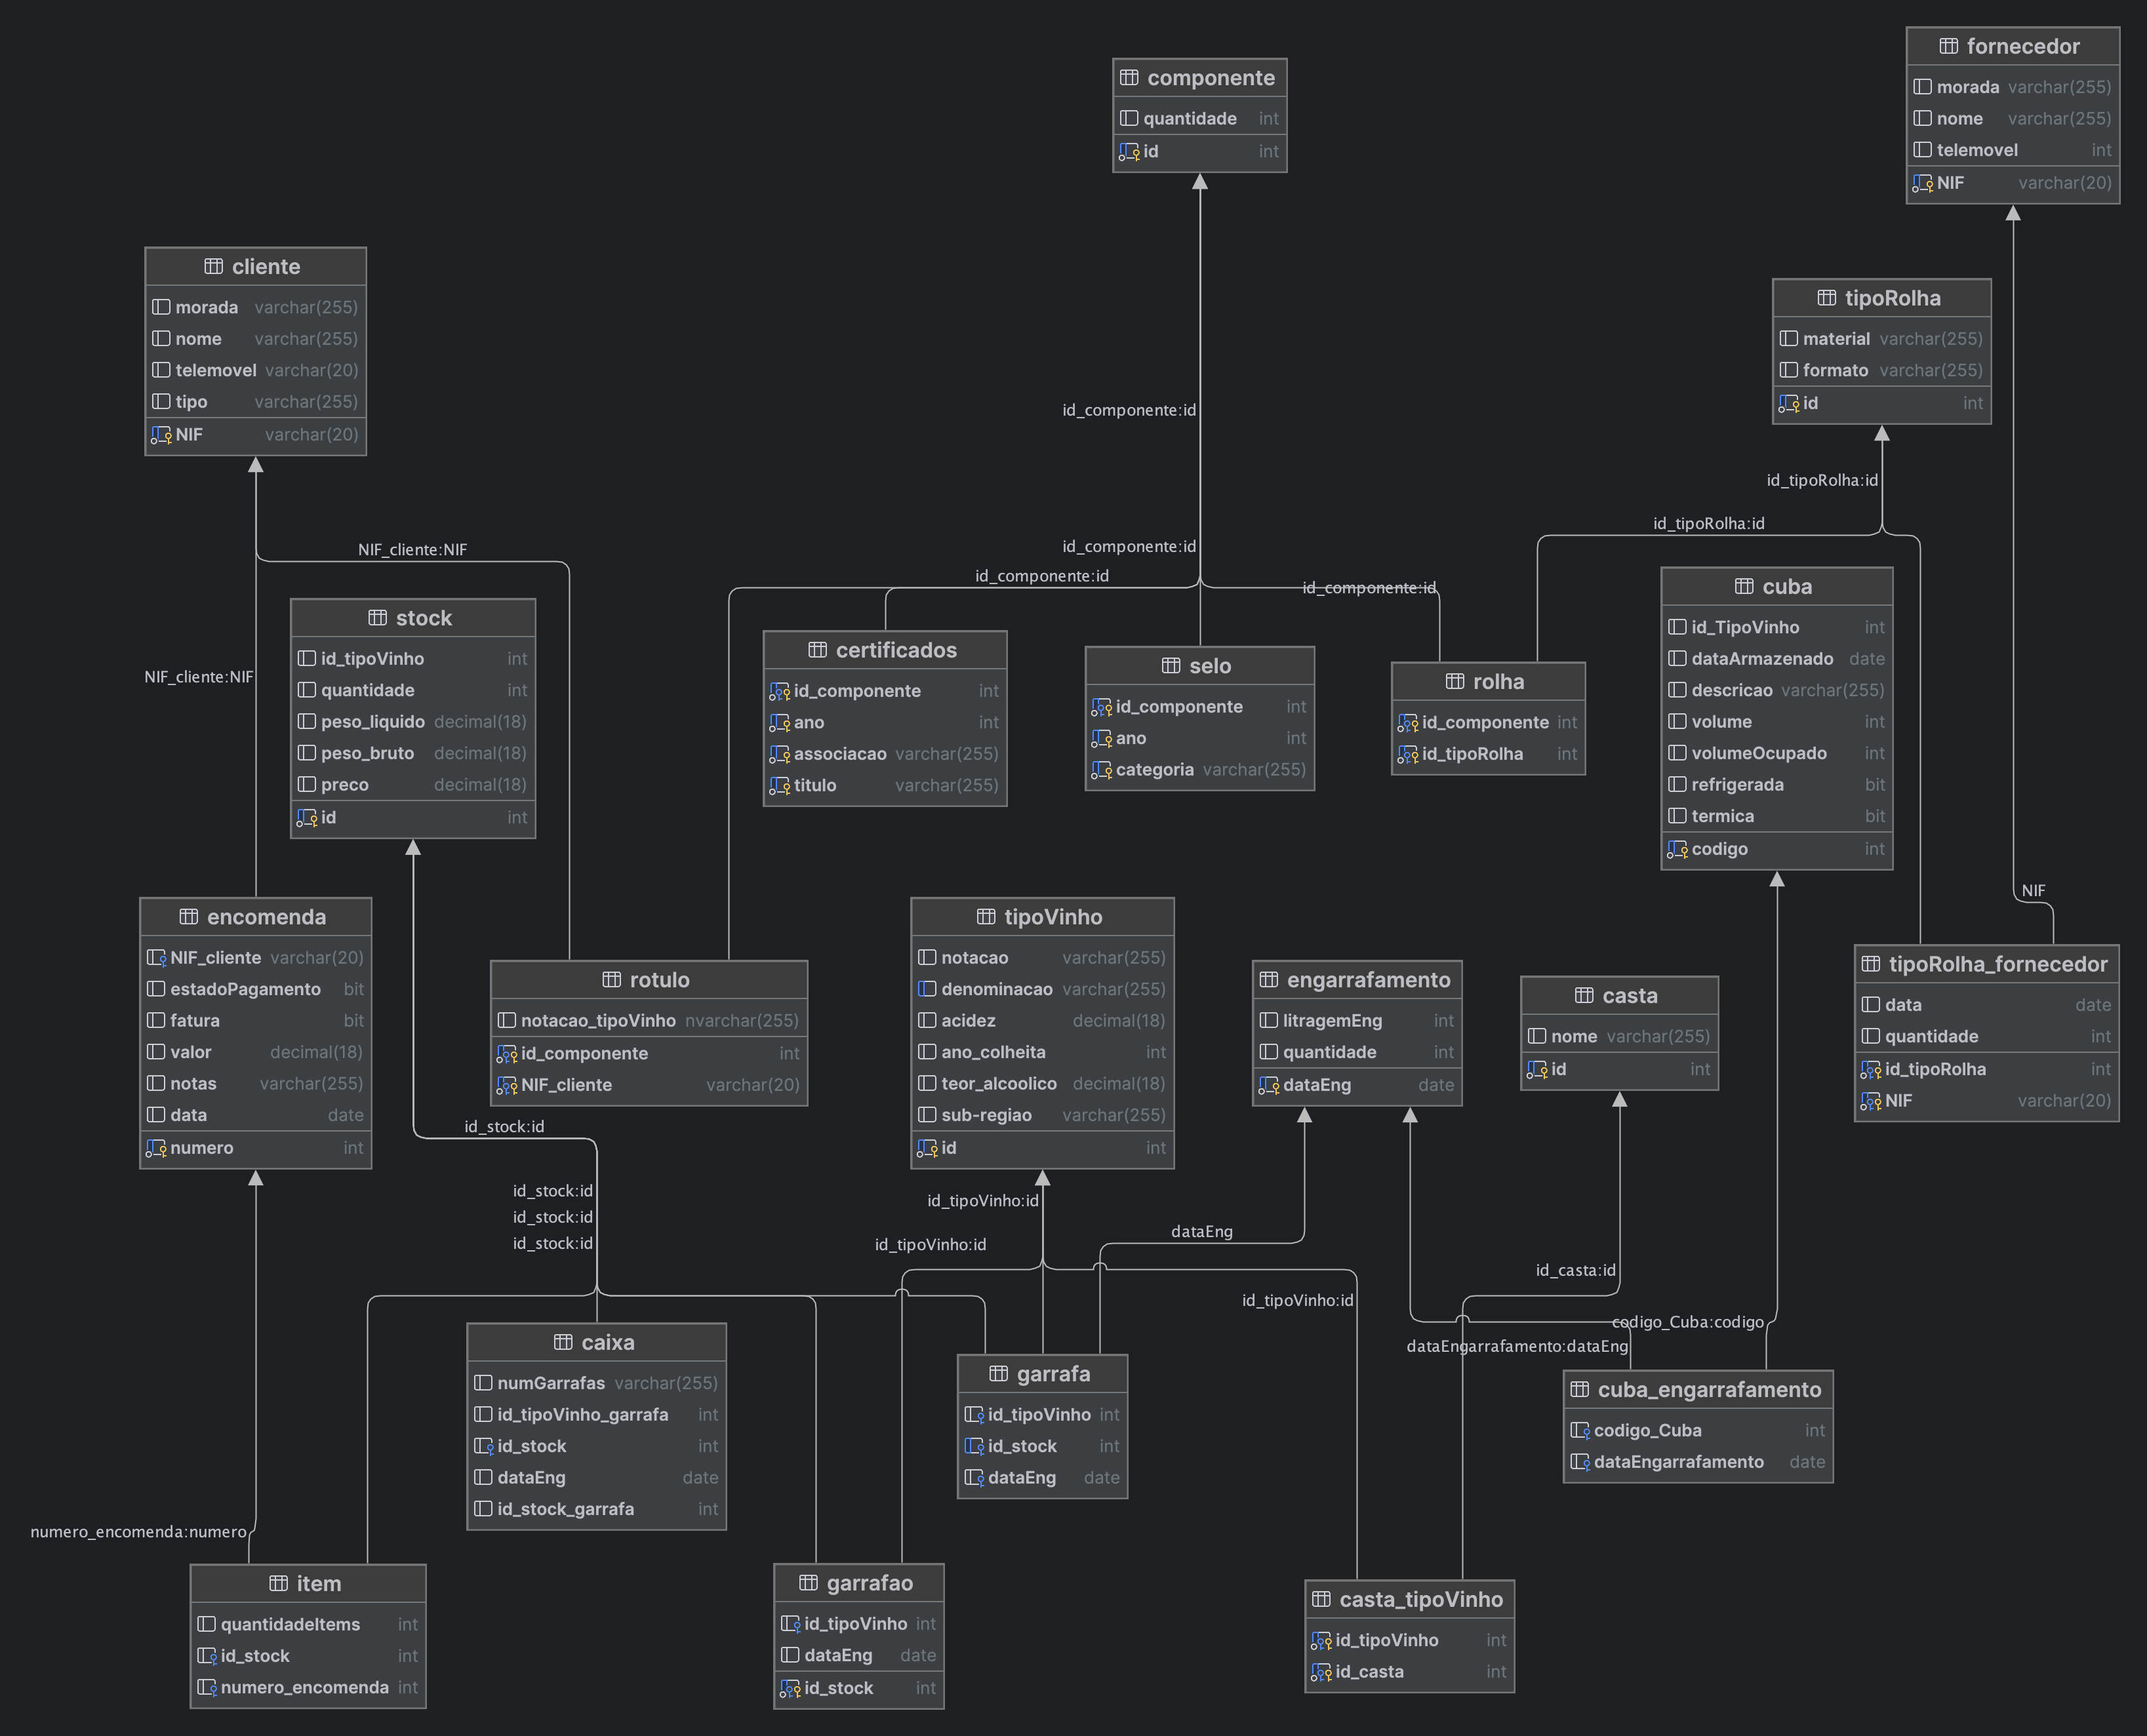 componente
quantidade int
id int
fornecedor
morada varchar(255)
nome varchar(255)
telemovel int
NIF varchar(20)
cliente
morada varchar(255)
nome varchar(255)
telemovel varchar(20)
tipo varchar(255)
NIF varchar(20)
tipoRolha
material varchar(255)
formato varchar(255)
id int
id_componente:id
id_tipoRolha:id
id_tipoRolha:id
NIF_cliente:NIF
id_componente:id
id_componente:id
id_componente:id
NIF_cliente:NIF
stock
id_tipoVinho int
quantidade int
peso_liquido decimal(18)
peso_bruto decimal(18)
preco decimal(18)
id int
certificados
id_componente int
ano int
associacao varchar(255)
titulo varchar(255)
selo
id_componente int
ano int
categoria varchar(255)
rolha
id_componente int
id_tipoRolha int
cuba
id_TipoVinho int
dataArmazenado date
descricao varchar(255)
volume int
volumeOcupado int
refrigerada bit
termica bit
codigo int
NIF
encomenda
NIF_cliente varchar(20)
estadoPagamento bit
fatura bit
valor decimal(18)
notas varchar(255)
data date
numero int
rotulo
notacao_tipoVinho nvarchar(255)
id_componente int
NIF_cliente varchar(20)
tipoVinho
notacao varchar(255)
denominacao varchar(255)
acidez decimal(18)
ano_colheita int
teor_alcoolico decimal(18)
sub-regiao varchar(255)
id int
engarrafamento
litragemEng int
quantidade int
dataEng date
casta
nome varchar(255)
id int
tipoRolha_fornecedor
data date
quantidade int
id_tipoRolha int
NIF varchar(20)
id_stock:id
id_stock:id
id_stock:id
id_stock:id
id_tipoVinho:id
id_tipoVinho:id
dataEng
id_tipoVinho:id
id_casta:id
codigo_Cuba:codigo
dataEngarrafamento:dataEng
caixa
numGarrafas varchar(255)
id_tipoVinho_garrafa int
id_stock int
dataEng date
id_stock_garrafa int
garrafa
id_tipoVinho int
id_stock int
dataEng date
cuba_engarrafamento
codigo_Cuba int
dataEngarrafamento date
numero_encomenda:numero
item
quantidadeItems int
id_stock int
numero_encomenda int
garrafao
id_tipoVinho int
dataEng date
id_stock int
casta_tipoVinho
id_tipoVinho int
id_casta int